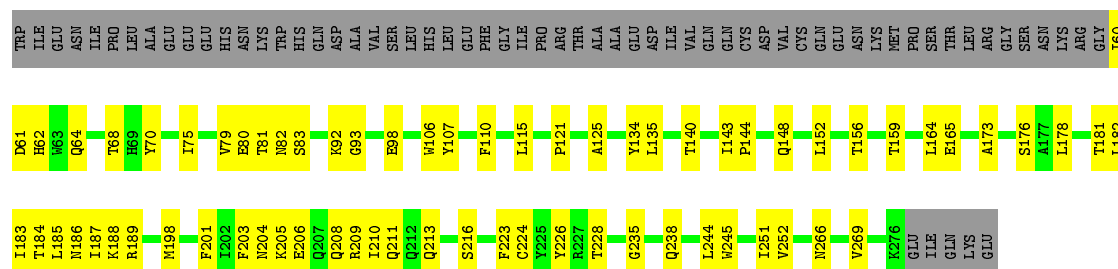 TRP ILE GLU ASN ILE PRO LEU ALA GLU GLU GLU HIS ASN LYS TRP HIS GLN ASP ALA VAL SER LEU HIS LEU GLU PHE GLY ILE PRO ARG THR ALA ALA GLU ASP ILE VAL GLN GLN CYS ASP VAL CYS GLN GLU ASN LYS MET PRO SER THR LEU ARG GLY SER ASN LYS ARG GLY I60
D61 H62 W63 Q64 T68 H69 Y70 I75 V79 E80 T81 N82 S83 K92 G93 E98 W106 Y107 F110 L115 P121 A125 Y134 L135 T140 I143 P144 Q148 L152 T156 T159 L164 E165 A173 S176 A177 L178 T181 L182
I183 T184 L185 N186 I187 K188 R189 M198 F201 I202 F203 N204 K205 E206 Q207 Q208 R209 I210 Q211 Q212 Q213 S216 F223 C224 Y225 Y226 R227 T228 G235 Q238 L244 W245 I251 V252 N266 V269 K276 GLU ILE GLN LYS GLU